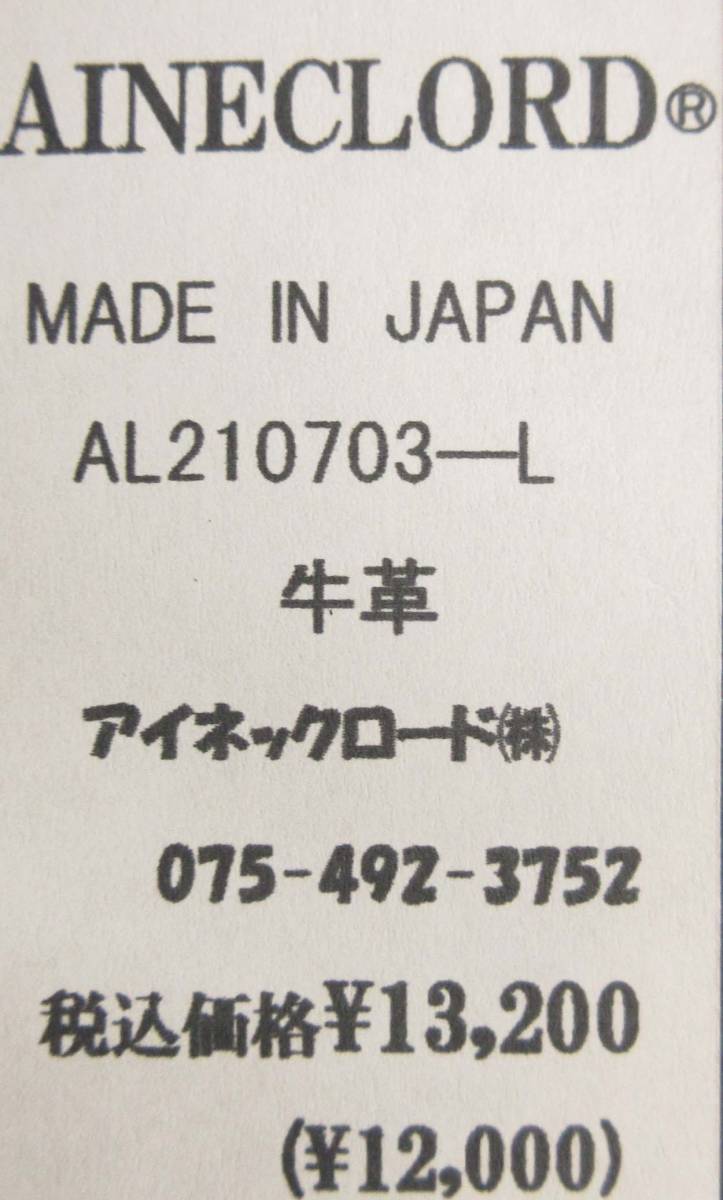 AINECLORD®
MADE IN JAPAN
AL210703—L
牛革
アイネックロード㈱
075-492-3752
税込価格¥13,200
(¥12,000)